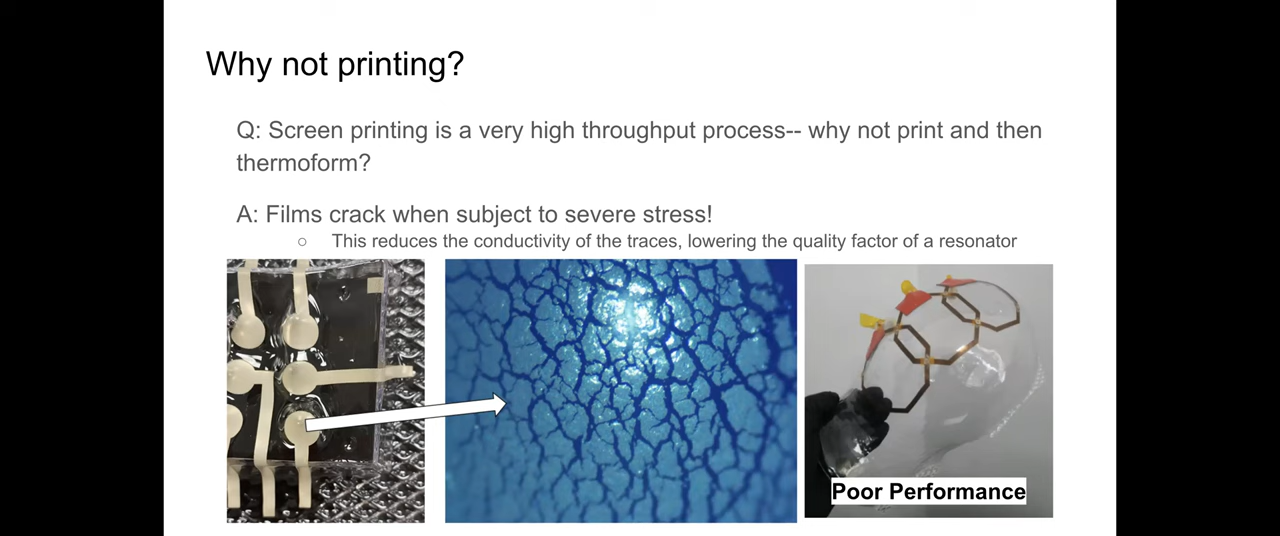 Why not printing?
Q: Screen printing is a very high throughput process-- why not print and then
thermoform?
A: Films crack when subject to severe stress!
○ This reduces the conductivity of the traces, lowering the quality factor of a resonator
Poor Performance